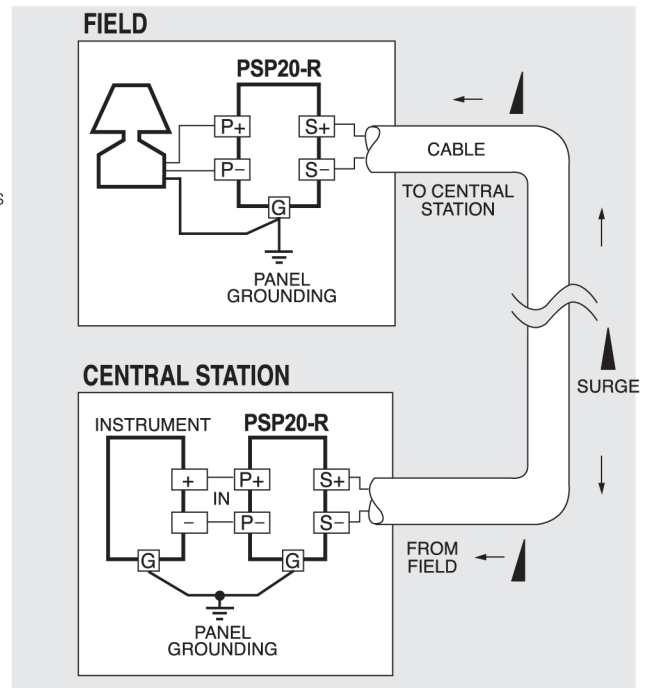 FIELD
PSP20-R
P+
S+
P−
S−
G
PANEL
GROUNDING
CABLE
TO CENTRAL
STATION
SURGE
CENTRAL STATION
INSTRUMENT
PSP20-R
+
P+
S+
IN
−
P−
S−
G
G
PANEL
GROUNDING
FROM
FIELD
S